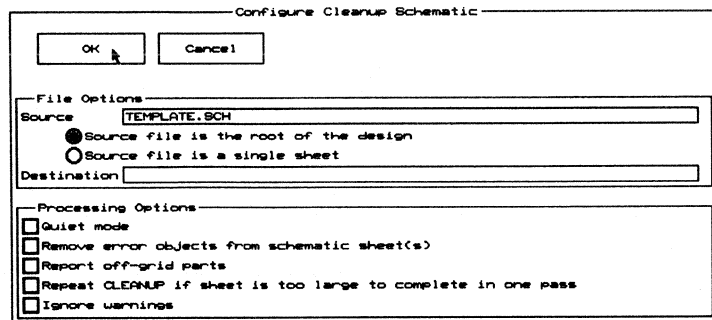 Configure Cleanup Schematic
OK Cancel
File Options
Source TEMPLATE.SCH
Source file is the root of the design
Source file is a single sheet
Destination
Processing Options
Quiet mode
Remove error objects from schematic sheet(s)
Report off-grid parts
Repeat CLEANUP if sheet is too large to complete in one pass
Ignore warnings